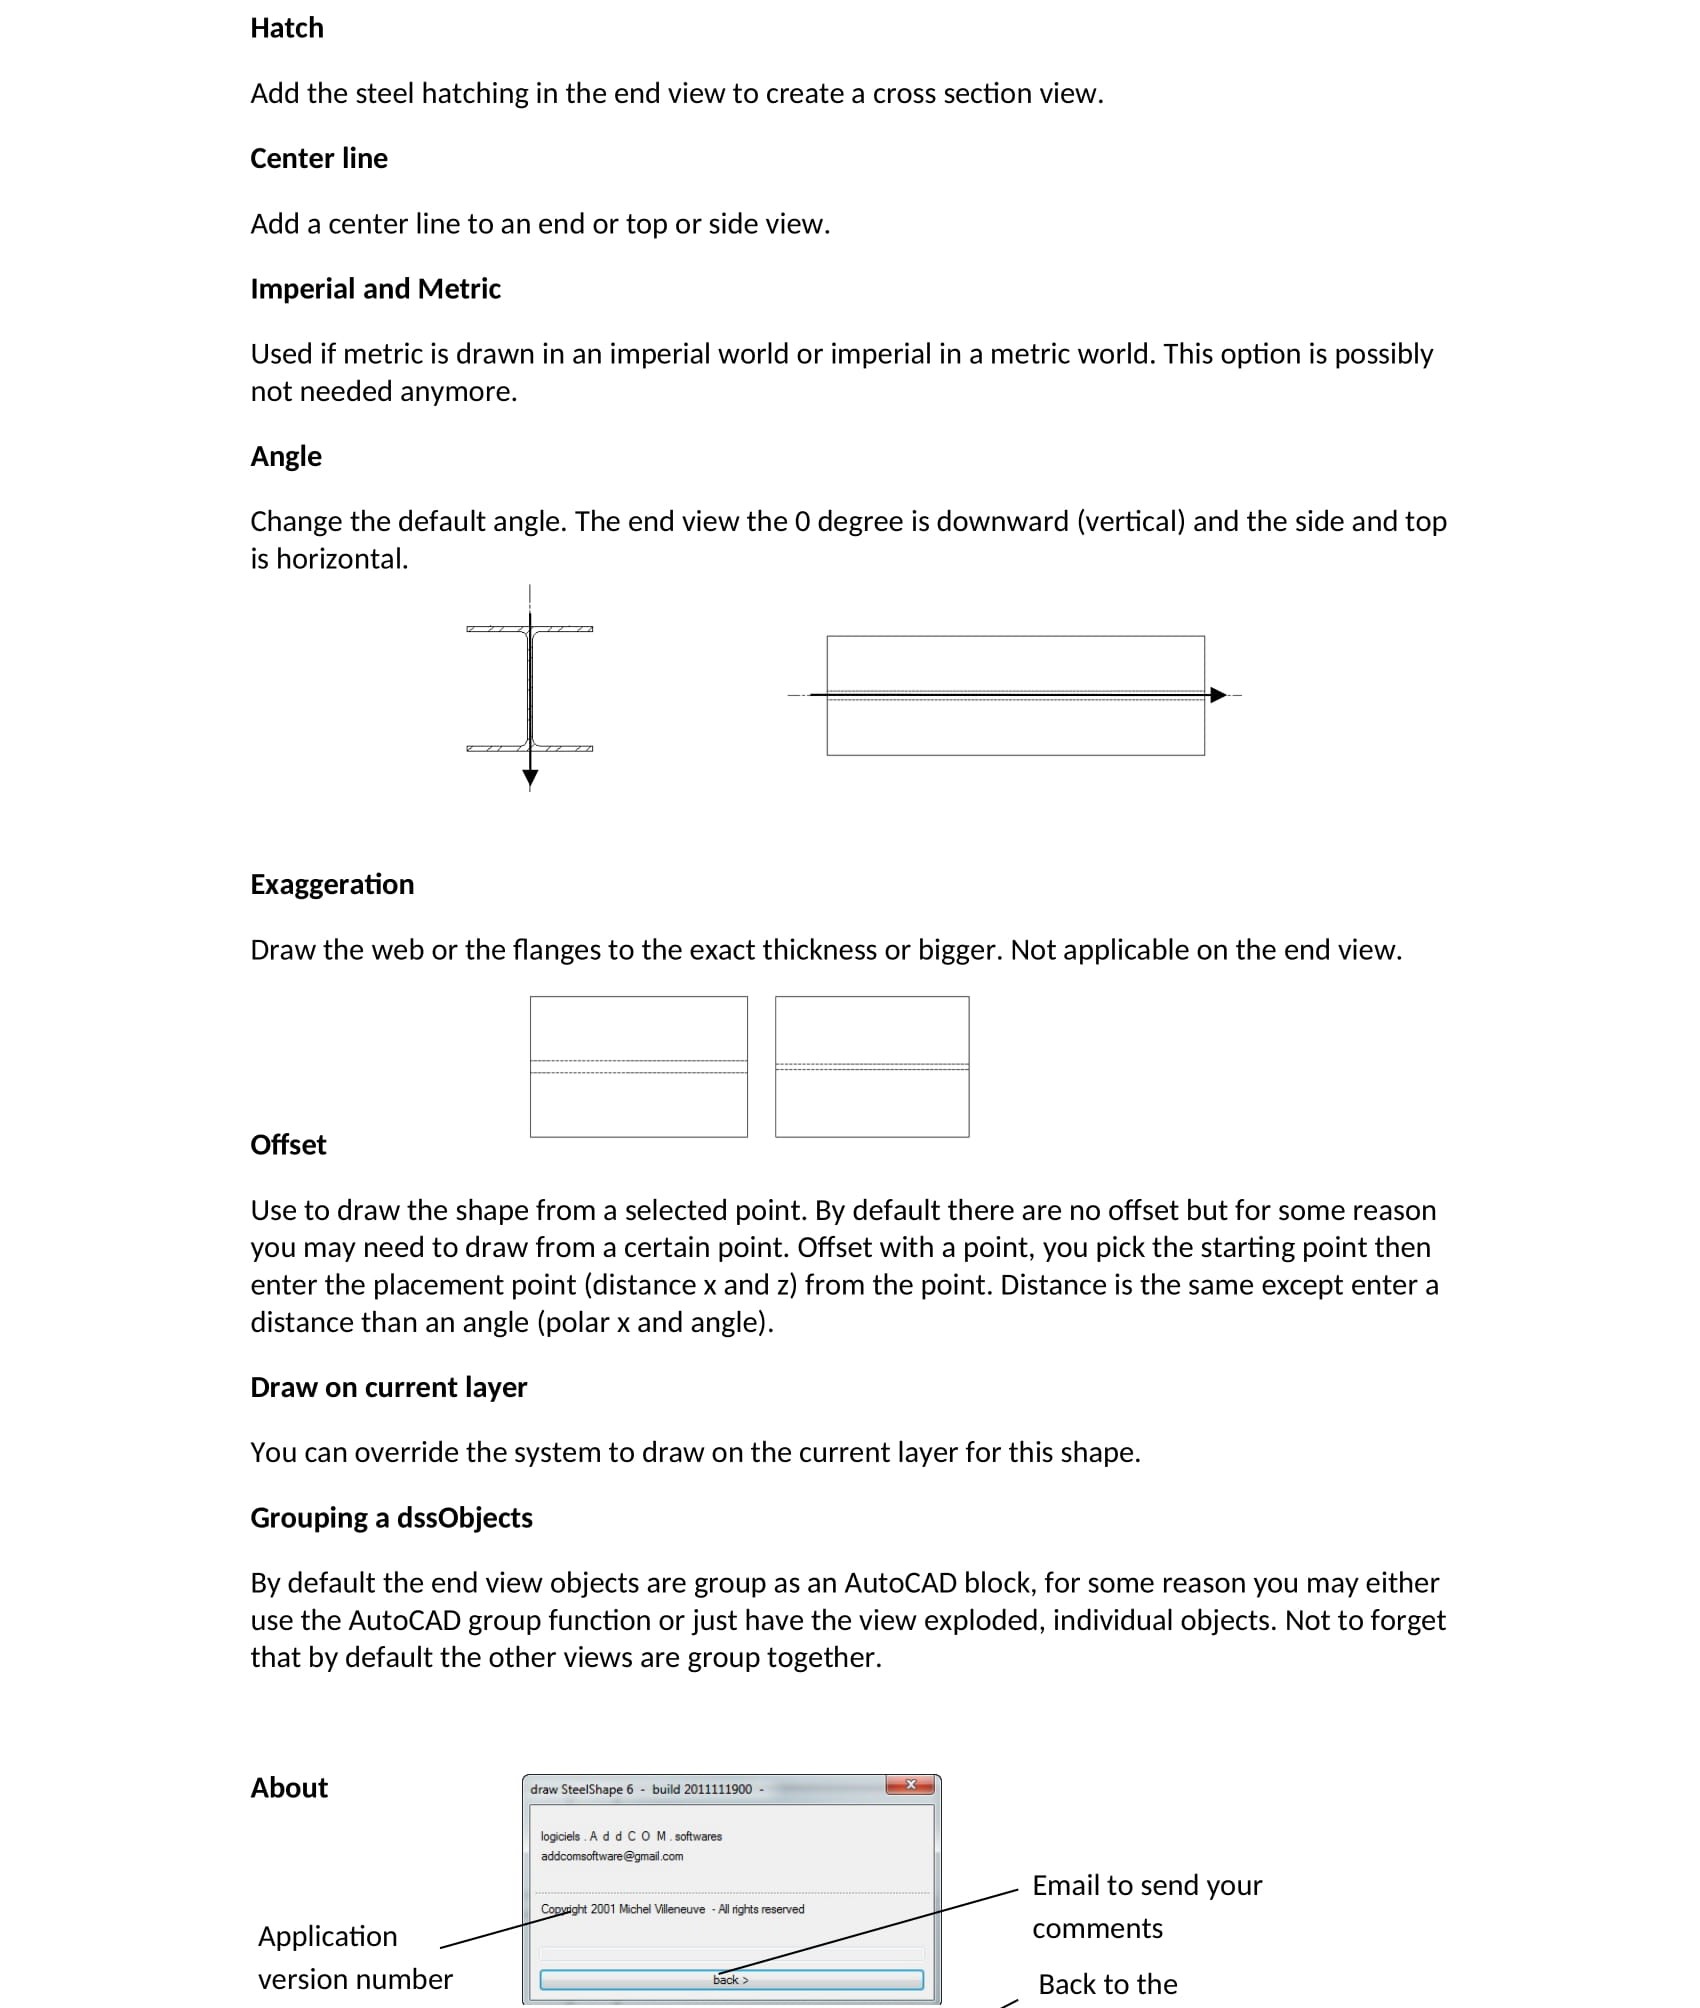 Hatch
Add the steel hatching in the end view to create a cross section view.
Center line
Add a center line to an end or top or side view.
Imperial and Metric
Used if metric is drawn in an imperial world or imperial in a metric world. This option is possibly
not needed anymore.
Angle
Change the default angle. The end view the 0 degree is downward (vertical) and the side and top
is horizontal.
Exaggeration
Draw the web or the flanges to the exact thickness or bigger. Not applicable on the end view.
Offset
Use to draw the shape from a selected point. By default there are no offset but for some reason
you may need to draw from a certain point. Offset with a point, you pick the starting point then
enter the placement point (distance x and z) from the point. Distance is the same except enter a
distance than an angle (polar x and angle).
Draw on current layer
You can override the system to draw on the current layer for this shape.
Grouping a dssObjects
By default the end view objects are group as an AutoCAD block, for some reason you may either
use the AutoCAD group function or just have the view exploded, individual objects. Not to forget
that by default the other views are group together.
About
draw SteelShape 6 - build 2011111900 -
logiciels . A d d C O M . softwares
addcomsoftware@gmail.com
Copyright 2001 Michel Villeneuve - All rights reserved
back >
Application
version number
Email to send your
comments
Back to the